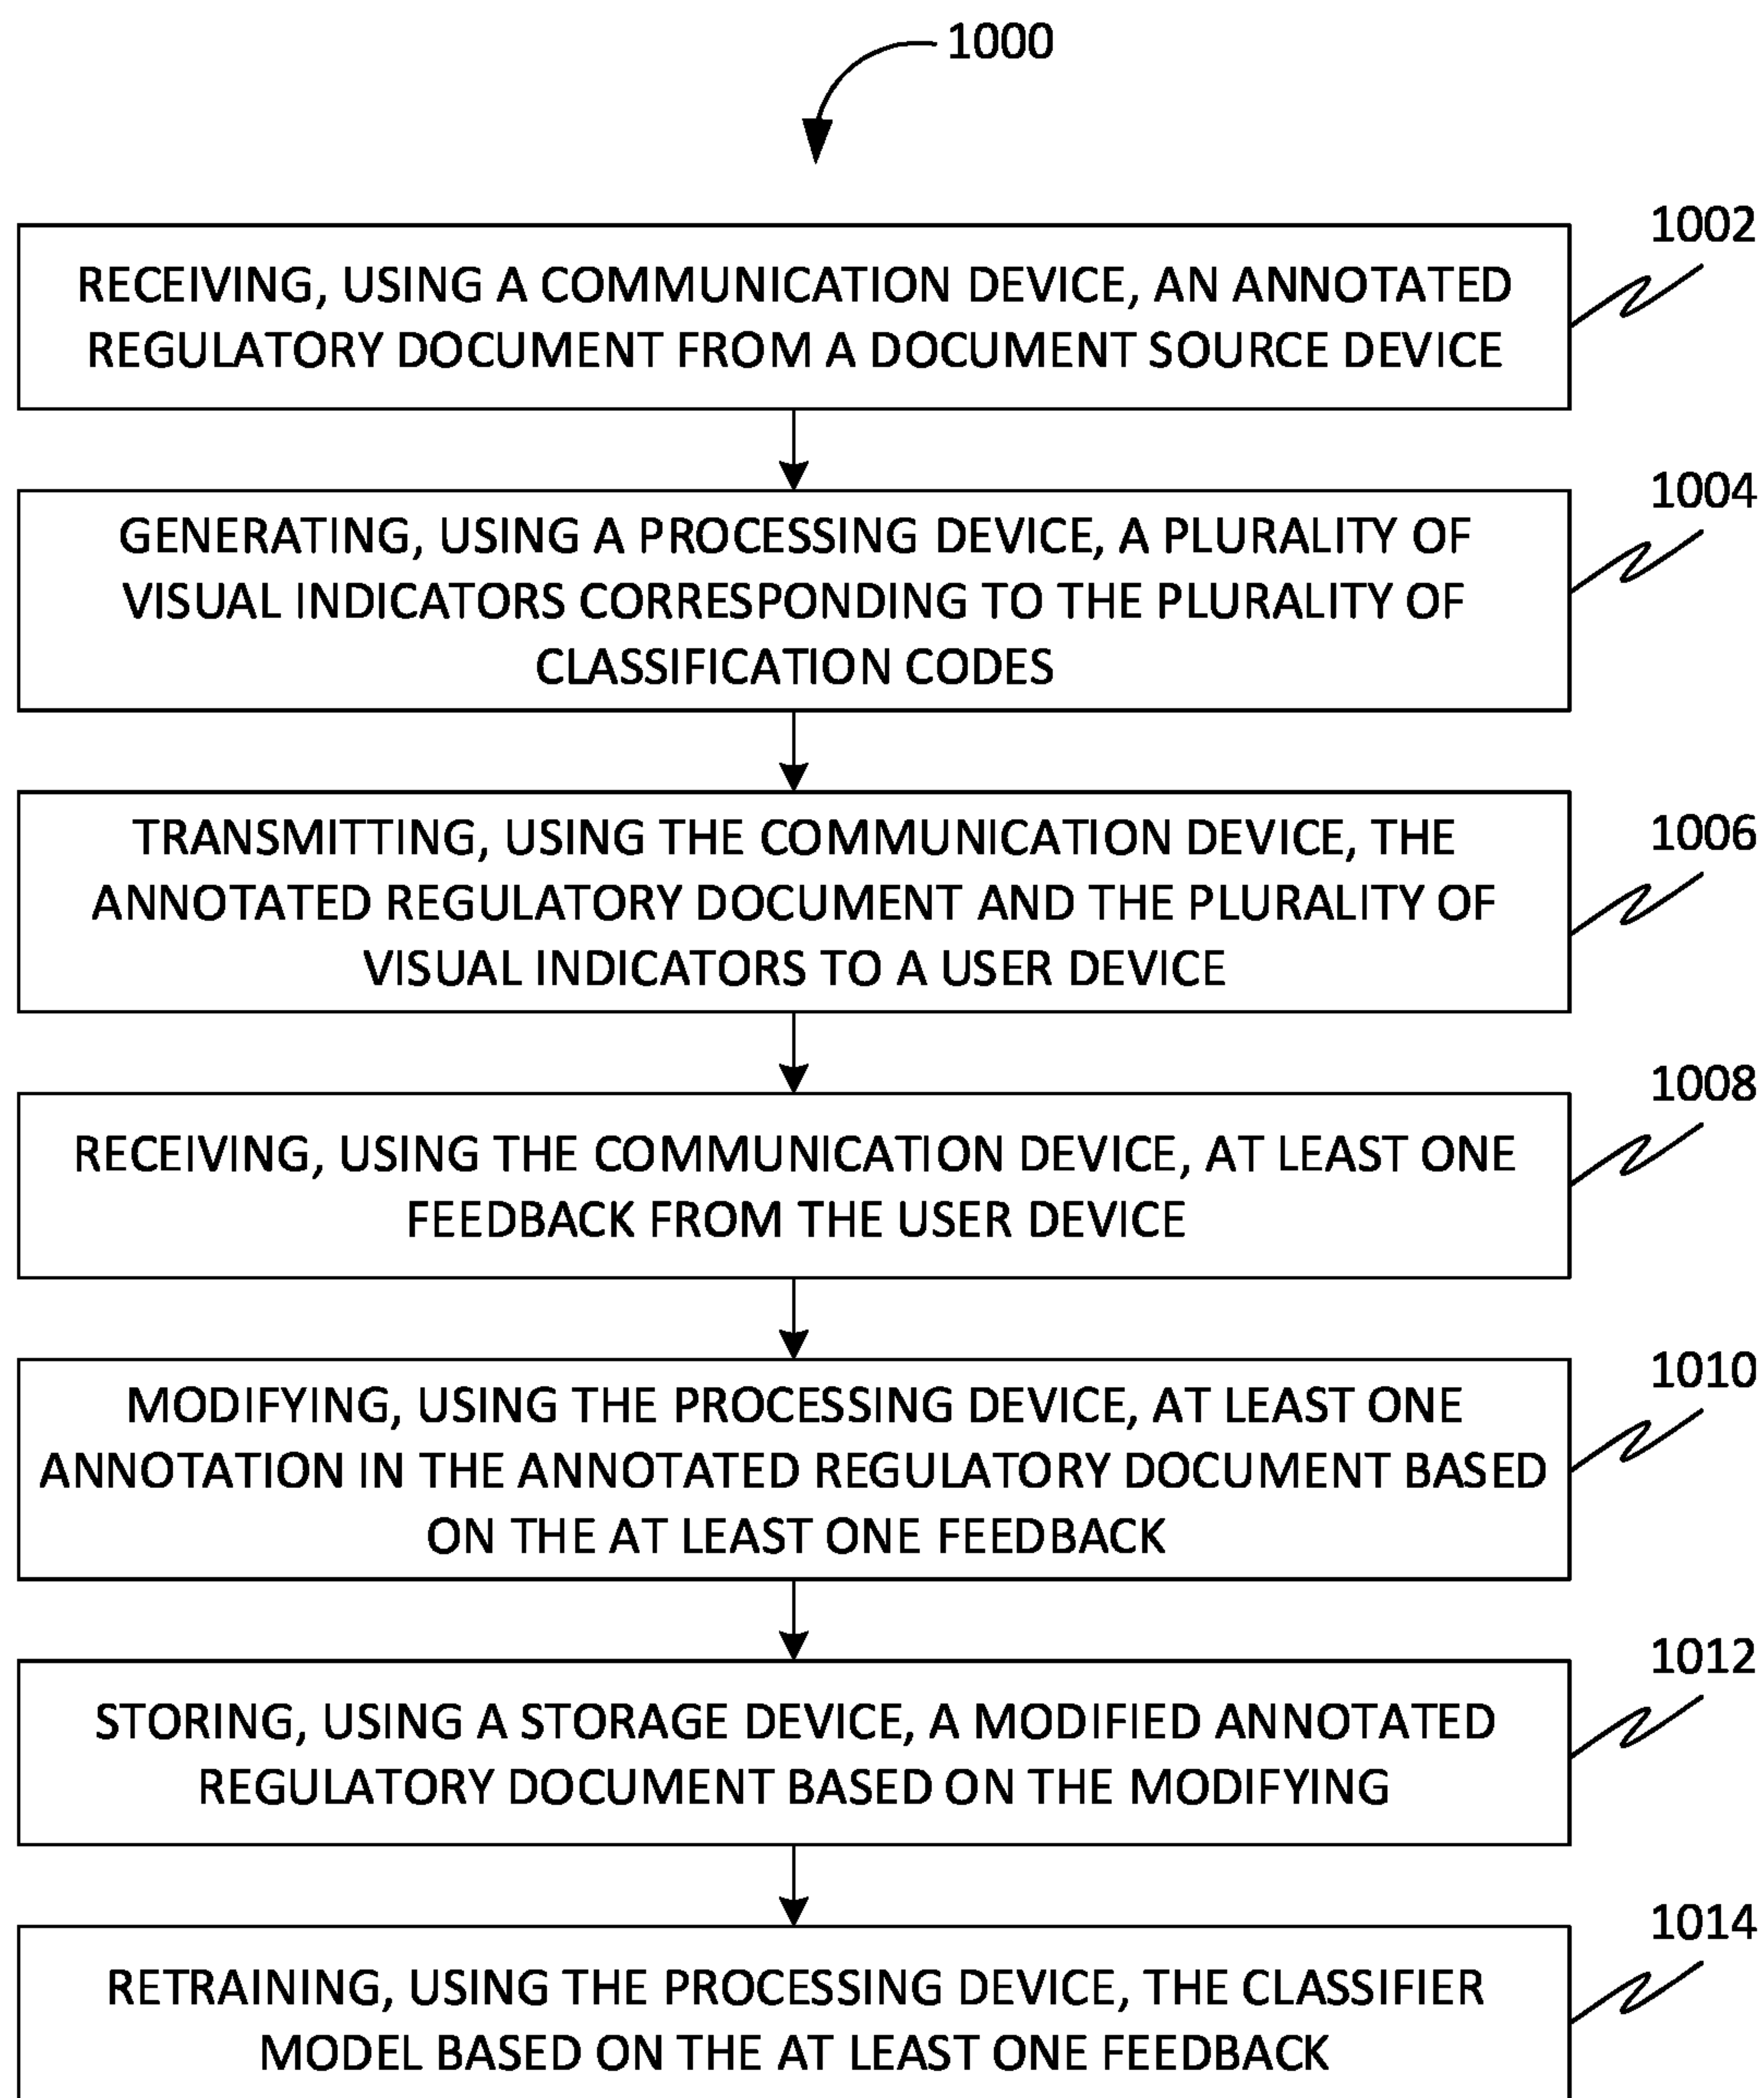 1000
1002
RECEIVING, USING A COMMUNICATION DEVICE, AN ANNOTATED
REGULATORY DOCUMENT FROM A DOCUMENT SOURCE DEVICE
1004
GENERATING, USING A PROCESSING DEVICE, A PLURALITY OF
VISUAL INDICATORS CORRESPONDING TO THE PLURALITY OF
CLASSIFICATION CODES
1006
TRANSMITTING, USING THE COMMUNICATION DEVICE, THE
ANNOTATED REGULATORY DOCUMENT AND THE PLURALITY OF
VISUAL INDICATORS TO A USER DEVICE
1008
RECEIVING, USING THE COMMUNICATION DEVICE, AT LEAST ONE
FEEDBACK FROM THE USER DEVICE
1010
MODIFYING, USING THE PROCESSING DEVICE, AT LEAST ONE
ANNOTATION IN THE ANNOTATED REGULATORY DOCUMENT BASED
ON THE AT LEAST ONE FEEDBACK
1012
STORING, USING A STORAGE DEVICE, A MODIFIED ANNOTATED
REGULATORY DOCUMENT BASED ON THE MODIFYING
1014
RETRAINING, USING THE PROCESSING DEVICE, THE CLASSIFIER
MODEL BASED ON THE AT LEAST ONE FEEDBACK